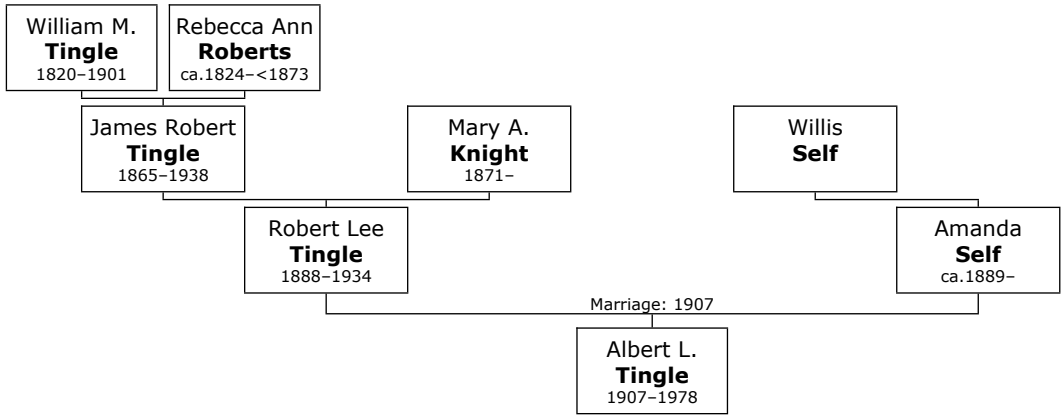 William M.
Tingle
1820–1901
Rebecca Ann
Roberts
ca.1824–<1873
James Robert
Tingle
1865–1938
Mary A.
Knight
1871–
Willis
Self
Robert Lee
Tingle
1888–1934
Amanda
Self
ca.1889–
Marriage: 1907
Albert L.
Tingle
1907–1978